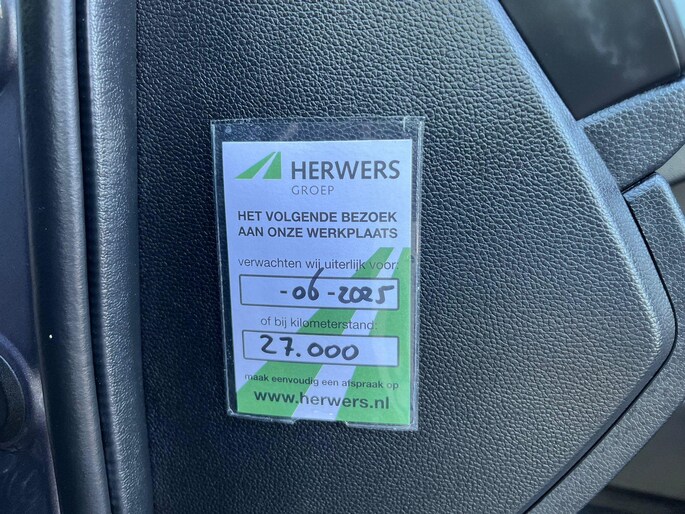 HERWERS
GROEP
HET VOLGENDE BEZOEK
AAN ONZE WERKPLAATS
verwachten wij uiterlijk voor:
-06-2025
of bij kilometerstand:
27.000
maak eenvoudig een afspraak op
www.herwers.nl